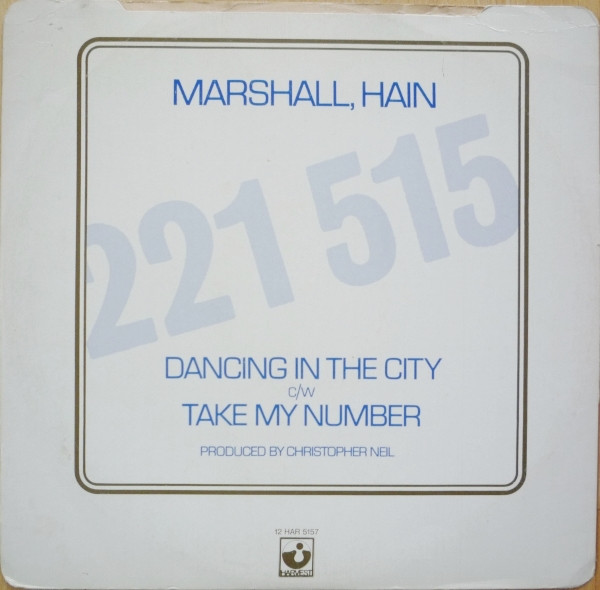 MARSHALL, HAIN
221 515
DANCING IN THE CITY
C/W
TAKE MY NUMBER
PRODUCED BY CHRISTOPHER NEIL
12 HAR 5157
HARVEST